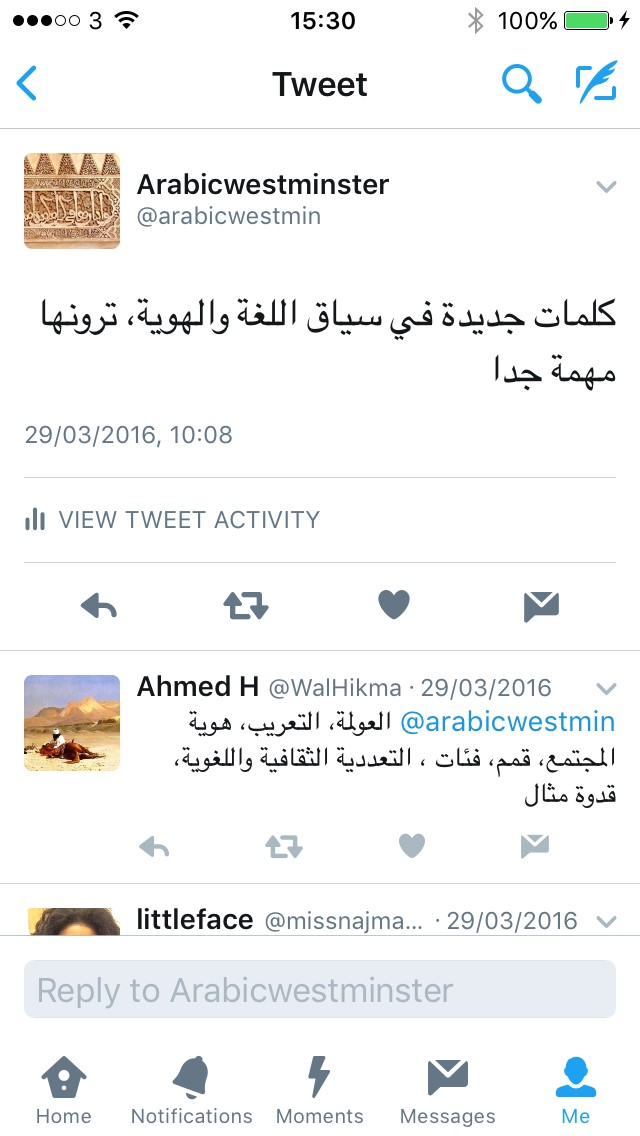 3 15:30 100%
Tweet
Arabicwestminster
@arabicwestmin
كلمات جديدة في سياق اللغة والهوية، ترونها
مهمة جدا
29/03/2016, 10:08
VIEW TWEET ACTIVITY
Ahmed H @WalHikma · 29/03/2016
@arabicwestmin العولمة، التعريب، هوية
المجتمع، قمم، فئات ، التعددية الثقافية واللغوية،
قدوة مثال
littleface @missnajma... · 29/03/2016
Reply to Arabicwestminster
Home Notifications Moments Messages Me